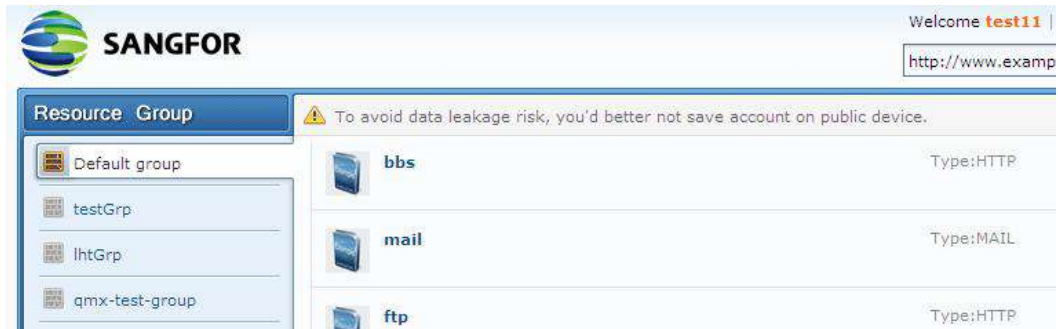 SANGFOR
Welcome test11 |
http://www.examp
Resource Group
To avoid data leakage risk, you'd better not save account on public device.
Default group
testGrp
lhtGrp
qmx-test-group
bbs
Type:HTTP
mail
Type:MAIL
ftp
Type:HTTP